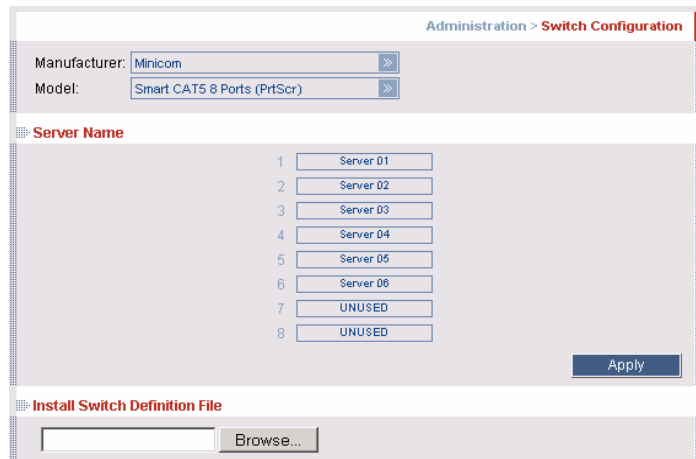 Administration > Switch Configuration
Manufacturer: Minicom
Model: Smart CAT5 8 Ports (PrtScr)
Server Name
1 Server 01
2 Server 02
3 Server 03
4 Server 04
5 Server 05
6 Server 06
7 UNUSED
8 UNUSED
Apply
Install Switch Definition File
Browse...